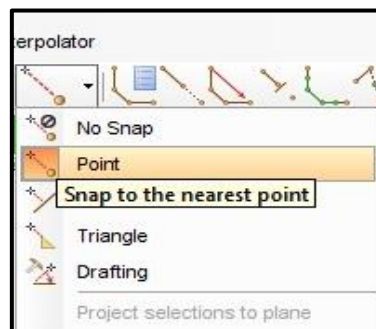 erpolator
No Snap
Point
Snap to the nearest point
Triangle
Drafting
Project selections to plane